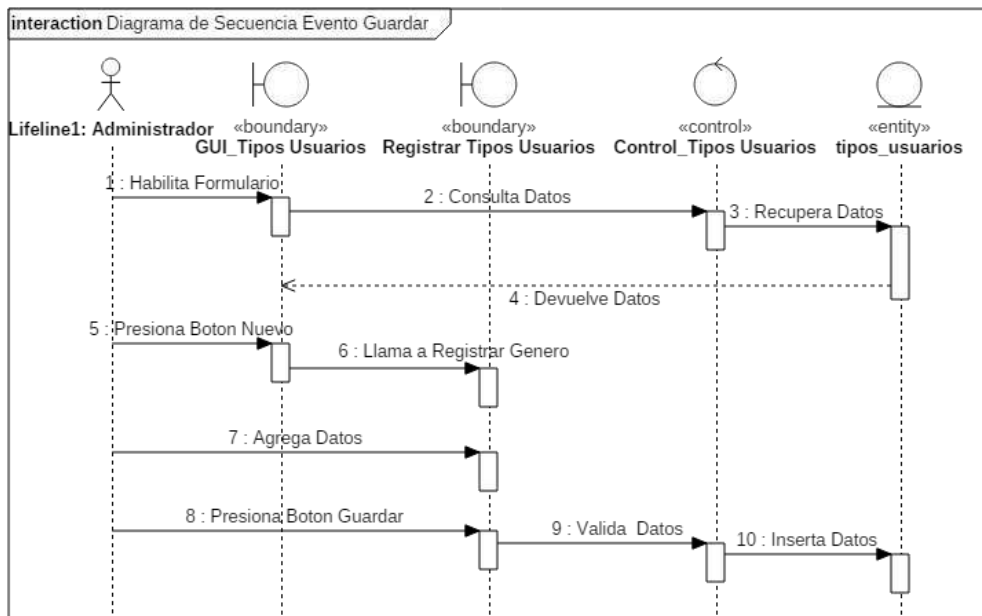 interaction Diagrama de Secuencia Evento Guardar
Lifeline1: Administrador
«boundary»
GUI_Tipos Usuarios
«boundary»
Registrar Tipos Usuarios
«control»
Control_Tipos Usuarios
«entity»
tipos_usuarios
1 : Habilita Formulario
2 : Consulta Datos
3 : Recupera Datos
4 : Devuelve Datos
5 : Presiona Boton Nuevo
6 : Llama a Registrar Genero
7 : Agrega Datos
8 : Presiona Boton Guardar
9 : Valida Datos
10 : Inserta Datos